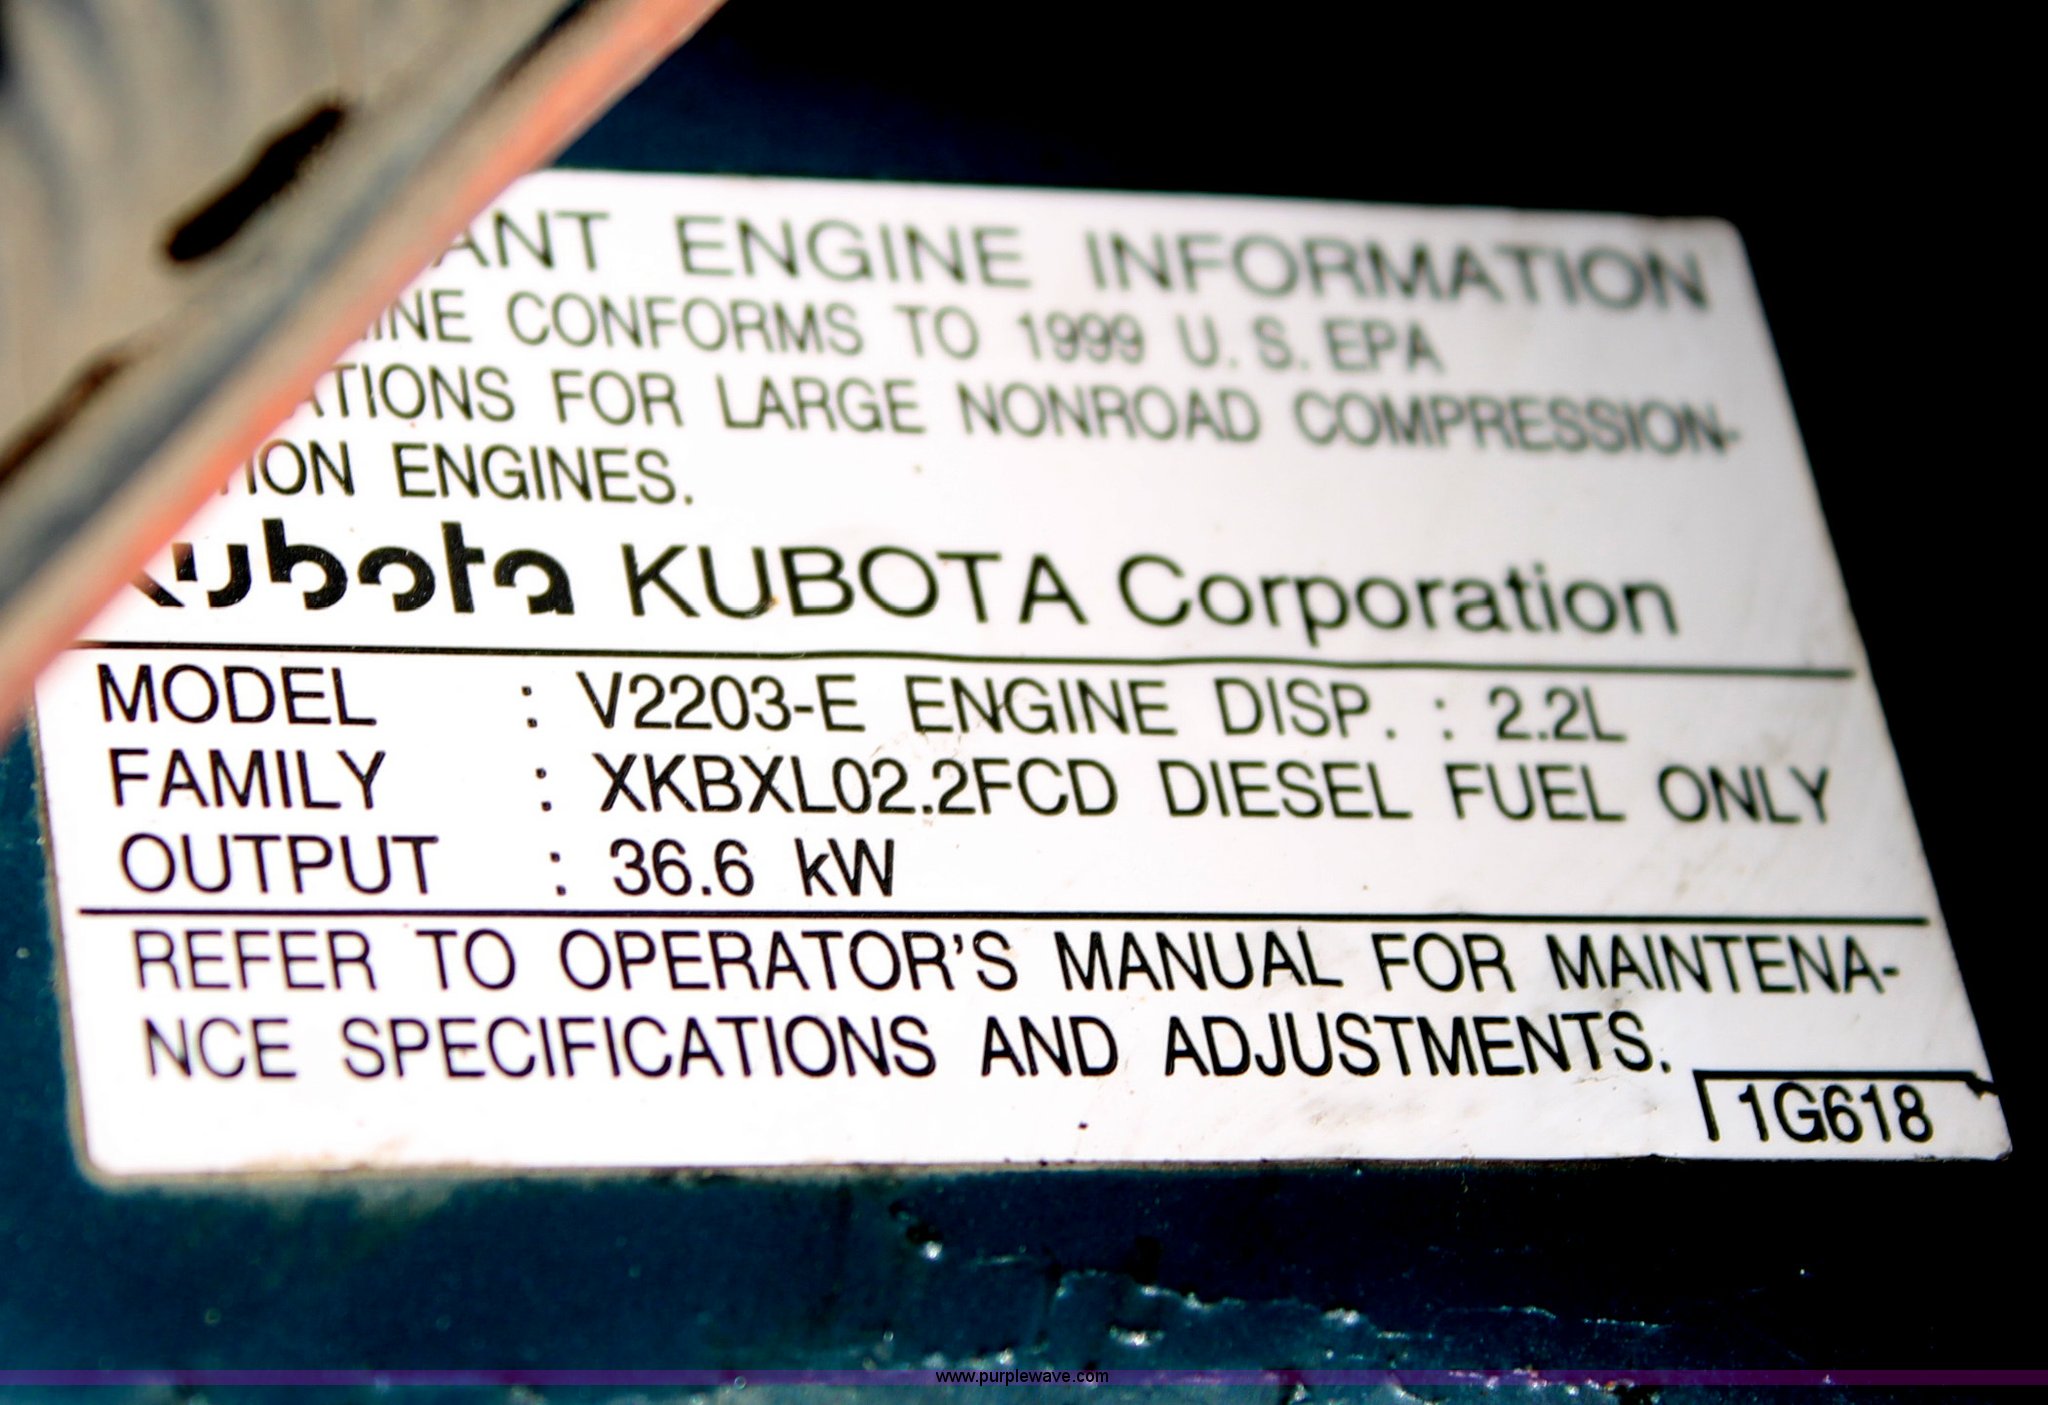 ANT ENGINE INFORMATION
INE CONFORMS TO 1999 U.S. EPA
ATIONS FOR LARGE NONROAD COMPRESSION-
ION ENGINES.
Kubota KUBOTA Corporation
MODEL : V2203-E ENGINE DISP. : 2.2L
FAMILY : XKBXL02.2FCD DIESEL FUEL ONLY
OUTPUT : 36.6 kW
REFER TO OPERATOR'S MANUAL FOR MAINTENA-
NCE SPECIFICATIONS AND ADJUSTMENTS.
1G618
www.purplewave.com